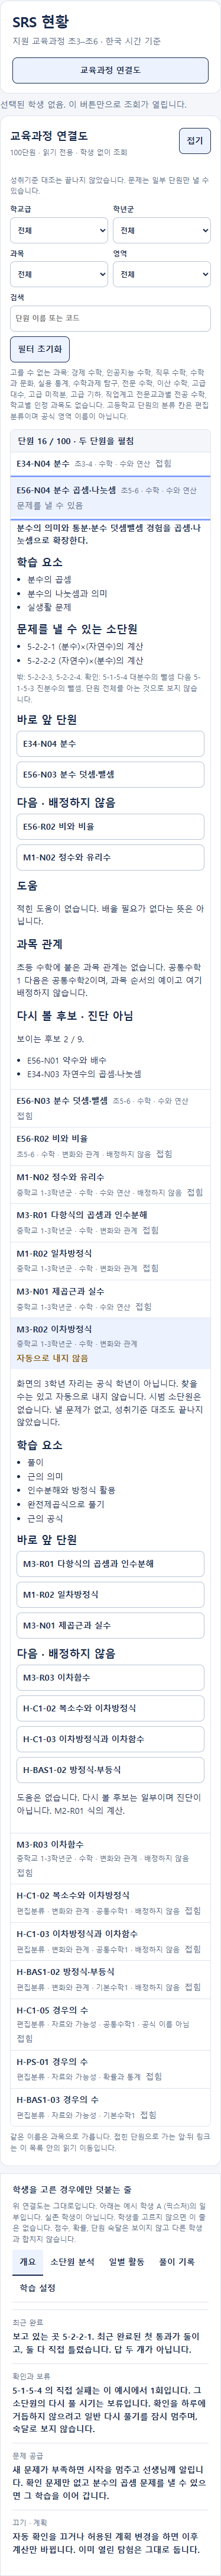 SRS 현황
지원 교육과정 초3–초6 · 한국 시간 기준
교육과정 연결도
선택된 학생 없음. 이 버튼만으로 조회가 열립니다.
교육과정 연결도
100단원 · 읽기 전용 · 학생 없이 조회
접기
성취기준 대조는 끝나지 않았습니다. 문제는 일부 단원만 낼 수
있습니다.
학교급
학년군
전체
전체
과목
영역
전체
전체
검색
단원 이름 또는 코드
필터 초기화
고를 수 없는 과목: 경제 수학, 인공지능 수학, 직무 수학, 수학
과 문화, 실용 통계, 수학과제 탐구, 전문 수학, 이산 수학, 고급
대수, 고급 미적분, 고급 기하. 직업계고 전문교과별 전공 수학,
학교별 인정 과목도 없습니다. 고등학교 단원의 분류 칸은 편집
분류이며 공식 영역 이름이 아닙니다.
단원 16 / 100 · 두 단원을 펼침
E34-N04 분수 초3-4 · 수학 · 수와 연산 접힘
E56-N04 분수 곱셈·나눗셈 초5-6 · 수학 · 수와 연산
문제를 낼 수 있음
분수의 의미와 통분·분수 덧셈뺄셈 경험을 곱셈·나
눗셈으로 확장한다.
학습 요소
• 분수의 곱셈
• 분수의 나눗셈과 의미
• 실생활 문제
문제를 낼 수 있는 소단원
• 5-2-2-1 (분수)×(자연수)의 계산
• 5-2-2-2 (자연수)×(분수)의 계산
밖: 5-2-2-3, 5-2-2-4. 확인: 5-1-5-4 대분수의 뺄셈 다음 5-
1-5-3 진분수의 뺄셈. 단원 전체를 아는 것으로 보지 않습니
다.
바로 앞 단원
E34-N04 분수
E56-N03 분수 덧셈·뺄셈
다음 · 배정하지 않음
E56-R02 비와 비율
M1-N02 정수와 유리수
도움
적힌 도움이 없습니다. 배울 필요가 없다는 뜻은 아
닙니다.
과목 관계
초등 수학에 붙은 과목 관계는 없습니다. 공통수학
1 다음은 공통수학2이며, 과목 순서의 예이고 여기
배정하지 않습니다.
다시 볼 후보 · 진단 아님
보이는 후보 2 / 9.
• E56-N01 약수와 배수
• E34-N03 자연수의 곱셈·나눗셈
E56-N03 분수 덧셈·뺄셈 초5-6 · 수학 · 수와 연산
접힘
E56-R02 비와 비율
초5-6 · 수학 · 변화와 관계 · 배정하지 않음 접힘
M1-N02 정수와 유리수
중학교 1-3학년군 · 수학 · 수와 연산 · 배정하지 않음 접힘
M3-R01 다항식의 곱셈과 인수분해
중학교 1-3학년군 · 수학 · 변화와 관계 접힘
M1-R02 일차방정식
중학교 1-3학년군 · 수학 · 변화와 관계 접힘
M3-N01 제곱근과 실수
중학교 1-3학년군 · 수학 · 수와 연산 접힘
M3-R02 이차방정식
중학교 1-3학년군 · 수학 · 변화와 관계
자동으로 내지 않음
화면의 3학년 자리는 공식 학년이 아닙니다. 찾을
수는 있고 자동으로 내지 않습니다. 시범 소단원은
없습니다. 낼 문제가 없고, 성취기준 대조도 끝나지
않았습니다.
학습 요소
• 풀이
• 근의 의미
• 인수분해와 방정식 활용
• 완전제곱식으로 풀기
• 근의 공식
바로 앞 단원
M3-R01 다항식의 곱셈과 인수분해
M1-R02 일차방정식
M3-N01 제곱근과 실수
다음 · 배정하지 않음
M3-R03 이차함수
H-C1-02 복소수와 이차방정식
H-C1-03 이차방정식과 이차함수
H-BAS1-02 방정식·부등식
도움은 없습니다. 다시 볼 후보는 일부이며 진단이
아닙니다. M2-R01 식의 계산.
M3-R03 이차함수
중학교 1-3학년군 · 수학 · 변화와 관계 · 배정하지 않음
접힘
H-C1-02 복소수와 이차방정식
편집분류 · 변화와 관계 · 공통수학1 · 배정하지 않음 접힘
H-C1-03 이차방정식과 이차함수
편집분류 · 변화와 관계 · 공통수학1 · 배정하지 않음 접힘
H-BAS1-02 방정식·부등식
편집분류 · 변화와 관계 · 기본수학1 · 배정하지 않음 접힘
H-C1-05 경우의 수
편집분류 · 자료와 가능성 · 공통수학1 · 공식 이름 아님
접힘
H-PS-01 경우의 수
편집분류 · 자료와 가능성 · 확률과 통계 접힘
H-BAS1-03 경우의 수
편집분류 · 자료와 가능성 · 기본수학1 접힘
같은 이름은 과목으로 가릅니다. 접힌 단원으로 가는 앞·뒤 링크
는 이 목록 안의 읽기 이동입니다.
학생을 고른 경우에만 덧붙는 줄
위 연결도는 그대로입니다. 아래는 예시 학생 A (픽스처)의 일
부입니다. 실존 학생이 아닙니다. 학생을 고르지 않으면 이 줄
은 없습니다. 점수, 확률, 단원 숙달은 보이지 않고 다른 학생
과 합치지 않습니다.
개요 소단원 분석 일별 활동 풀이 기록
학습 설정
최근 완료
보고 있는 곳 5-2-2-1. 최근 완료된 첫 통과가 둘이
고, 둘 다 직접 틀렸습니다. 답 두 개가 아닙니다.
확인과 보류
5-1-5-4 의 직접 실패는 이 예시에서 1회입니다. 그
소단원의 다시 풀 시기는 보류입니다. 확인을 하루에
거듭하지 않으려고 일반 다시 풀기를 잠시 멈추며,
숙달로 보지 않습니다.
문제 공급
새 문제가 부족하면 시작을 멈추고 선생님께 알립니
다. 확인 문제만 없고 분수의 곱셈 문제를 낼 수 있으
면 그 학습을 이어 갑니다.
끄기 · 계획
자동 확인을 끄거나 허용된 계획 변경을 하면 이후
계산만 바뀝니다. 이미 열린 탐험은 그대로 둡니다.